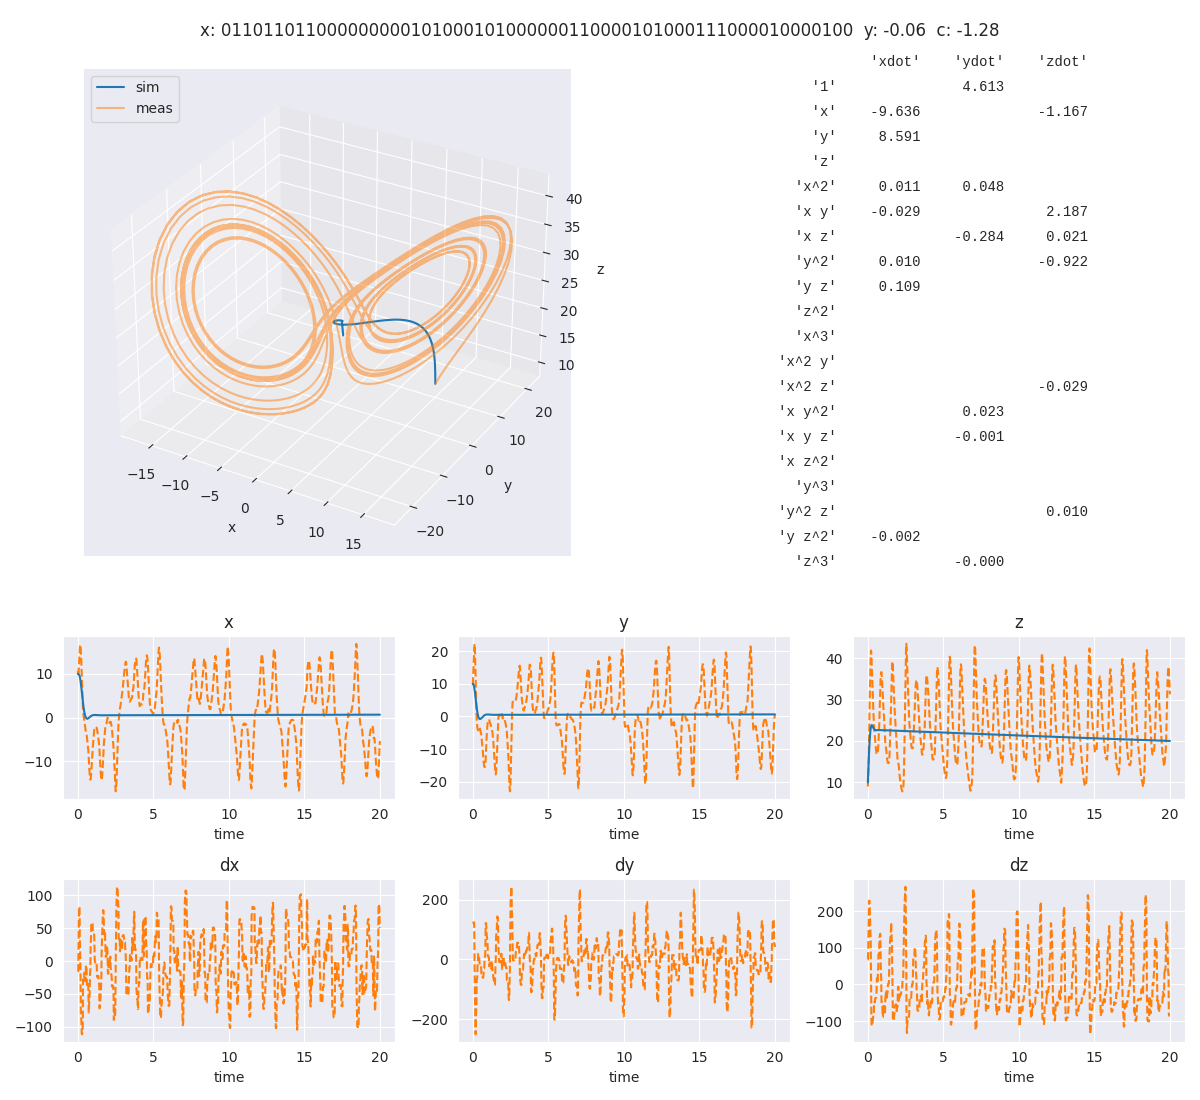 x: 011011011000000000101000101000000110000101000111000010000100 y: -0.06 c: -1.28
sim
meas
40
35
30
25
20
15
10
z
20
10
0
−10
−20
y
−15
−10
−5
0
5
10
15
x
'xdot' 'ydot' 'zdot'
'1' 4.613
'x' -9.636 -1.167
'y' 8.591
'z'
'x^2' 0.011 0.048
'x y' -0.029 2.187
'x z' -0.284 0.021
'y^2' 0.010 -0.922
'y z' 0.109
'z^2'
'x^3'
'x^2 y'
'x^2 z' -0.029
'x y^2' 0.023
'x y z' -0.001
'x z^2'
'y^3'
'y^2 z' 0.010
'y z^2' -0.002
'z^3' -0.000
x
10
0
−10
0 5 10 15 20
time
y
20
10
0
−10
−20
0 5 10 15 20
time
z
40
30
20
10
0 5 10 15 20
time
dx
100
50
0
−50
−100
0 5 10 15 20
time
dy
200
0
−200
0 5 10 15 20
time
dz
200
100
0
−100
0 5 10 15 20
time